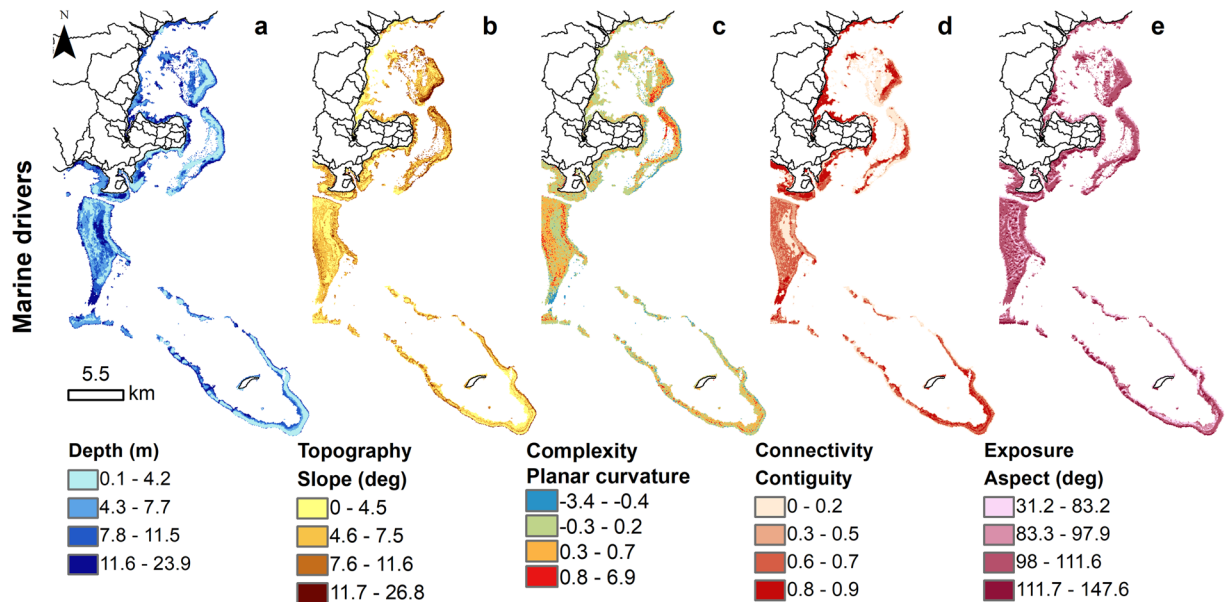 N
a
b
c
d
e
Marine drivers
5.5
km
Depth (m)
0.1 - 4.2
4.3 - 7.7
7.8 - 11.5
11.6 - 23.9
Topography
Slope (deg)
0 - 4.5
4.6 - 7.5
7.6 - 11.6
11.7 - 26.8
Complexity
Planar curvature
-3.4 - -0.4
-0.3 - 0.2
0.3 - 0.7
0.8 - 6.9
Connectivity
Contiguity
0 - 0.2
0.3 - 0.5
0.6 - 0.7
0.8 - 0.9
Exposure
Aspect (deg)
31.2 - 83.2
83.3 - 97.9
98 - 111.6
111.7 - 147.6